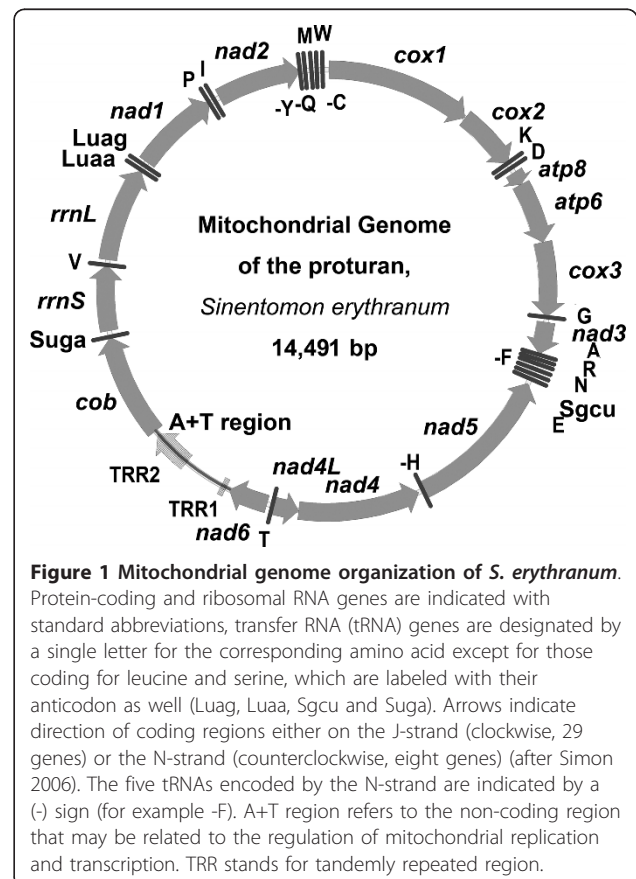 M W
nad2
cox1
I
P
-Y -Q -C
cox2
nad1
K
D
Luag
Luaa
atp8
atp6
rrnL
Mitochondrial Genome
of the proturan,
Sinentomon erythranum
14,491 bp
cox3
V
rrnS
G
nad3
Suga
-F
A
R
N
Sgcu
E
cob
A+T region
nad5
TRR2
nad4L
-H
TRR1
nad4
nad6
T
Figure 1 Mitochondrial genome organization of S. erythranum.
Protein-coding and ribosomal RNA genes are indicated with
standard abbreviations, transfer RNA (tRNA) genes are designated by
a single letter for the corresponding amino acid except for those
coding for leucine and serine, which are labeled with their
anticodon as well (Luag, Luaa, Sgcu and Suga). Arrows indicate
direction of coding regions either on the J-strand (clockwise, 29
genes) or the N-strand (counterclockwise, eight genes) (after Simon
2006). The five tRNAs encoded by the N-strand are indicated by a
(-) sign (for example -F). A+T region refers to the non-coding region
that may be related to the regulation of mitochondrial replication
and transcription. TRR stands for tandemly repeated region.